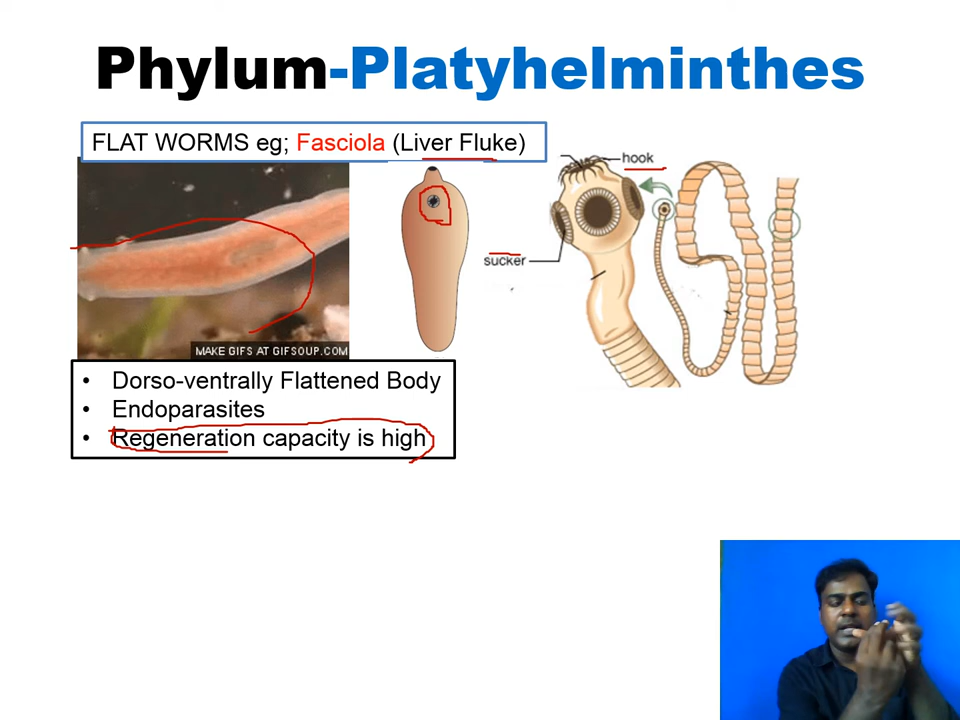 Phylum-Platyhelminthes
FLAT WORMS eg; Fasciola (Liver Fluke)
hook
sucker
MAKE GIFS AT GIFSOUP.COM
• Dorso-ventrally Flattened Body
• Endoparasites
• Regeneration capacity is high